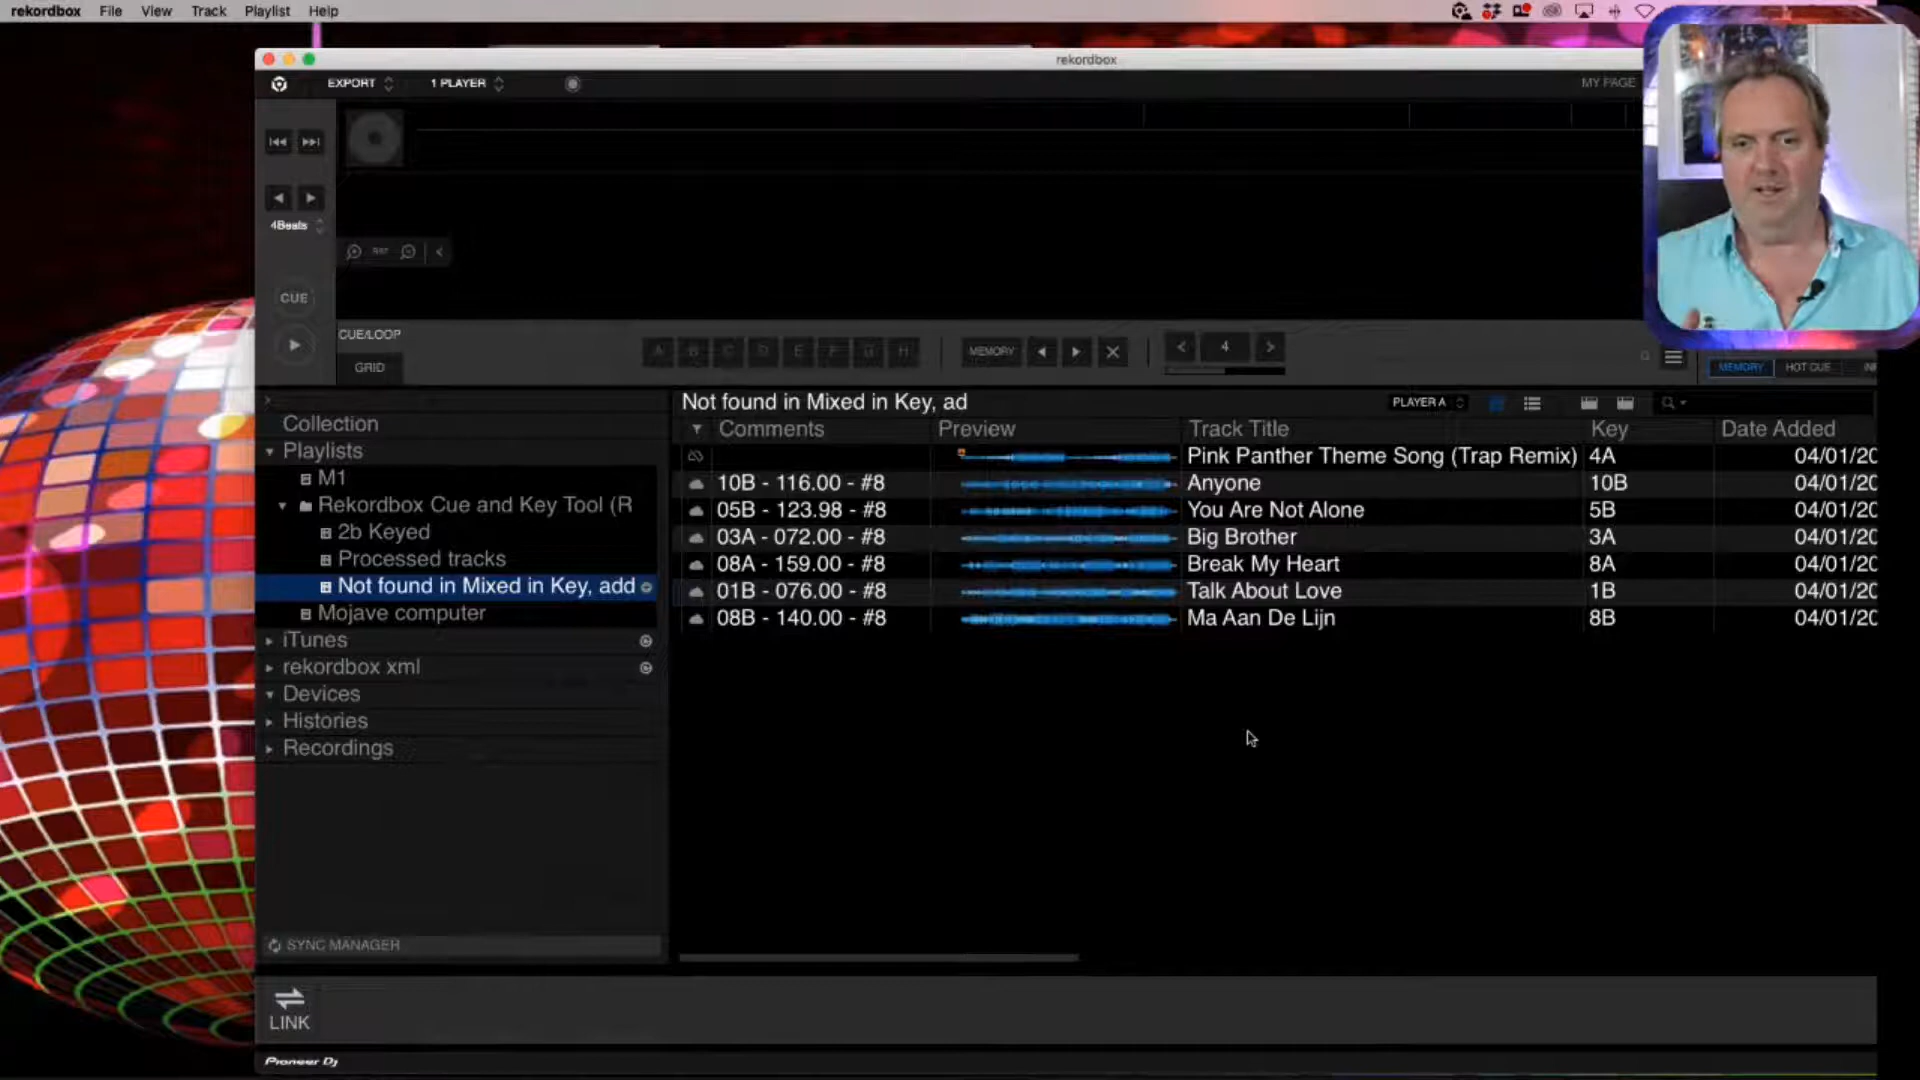 rekordbox File View Track Playlist Help
rekordbox
EXPORT 1 PLAYER MY PAGE
4Beats
CUE
CUE/LOOP
GRID
A B C D E F G H MEMORY 4
MEMORY HOT CUE
Not found in Mixed in Key, ad PLAYER A
Comments Preview Track Title Key Date Added
Pink Panther Theme Song (Trap Remix) 4A 04/01/20
10B - 116.00 - #8 Anyone 10B 04/01/20
05B - 123.98 - #8 You Are Not Alone 5B 04/01/20
03A - 072.00 - #8 Big Brother 3A 04/01/20
08A - 159.00 - #8 Break My Heart 8A 04/01/20
01B - 076.00 - #8 Talk About Love 1B 04/01/20
08B - 140.00 - #8 Ma Aan De Lijn 8B 04/01/20
Collection
Playlists
M1
Rekordbox Cue and Key Tool (R
2b Keyed
Processed tracks
Not found in Mixed in Key, add
Mojave computer
iTunes
rekordbox xml
Devices
Histories
Recordings
SYNC MANAGER
LINK
Pioneer Dj